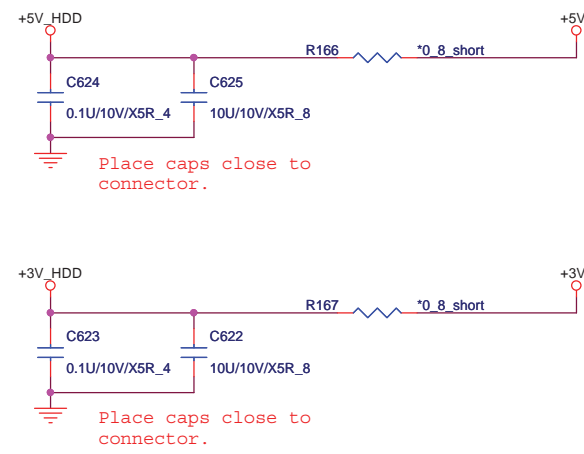 +5V_HDD
+5V
R166
*0_8_short
C624
C625
0.1U/10V/X5R_4
10U/10V/X5R_8
Place caps close to
connector.
+3V_HDD
+3V
R167
*0_8_short
C623
C622
0.1U/10V/X5R_4
10U/10V/X5R_8
Place caps close to
connector.